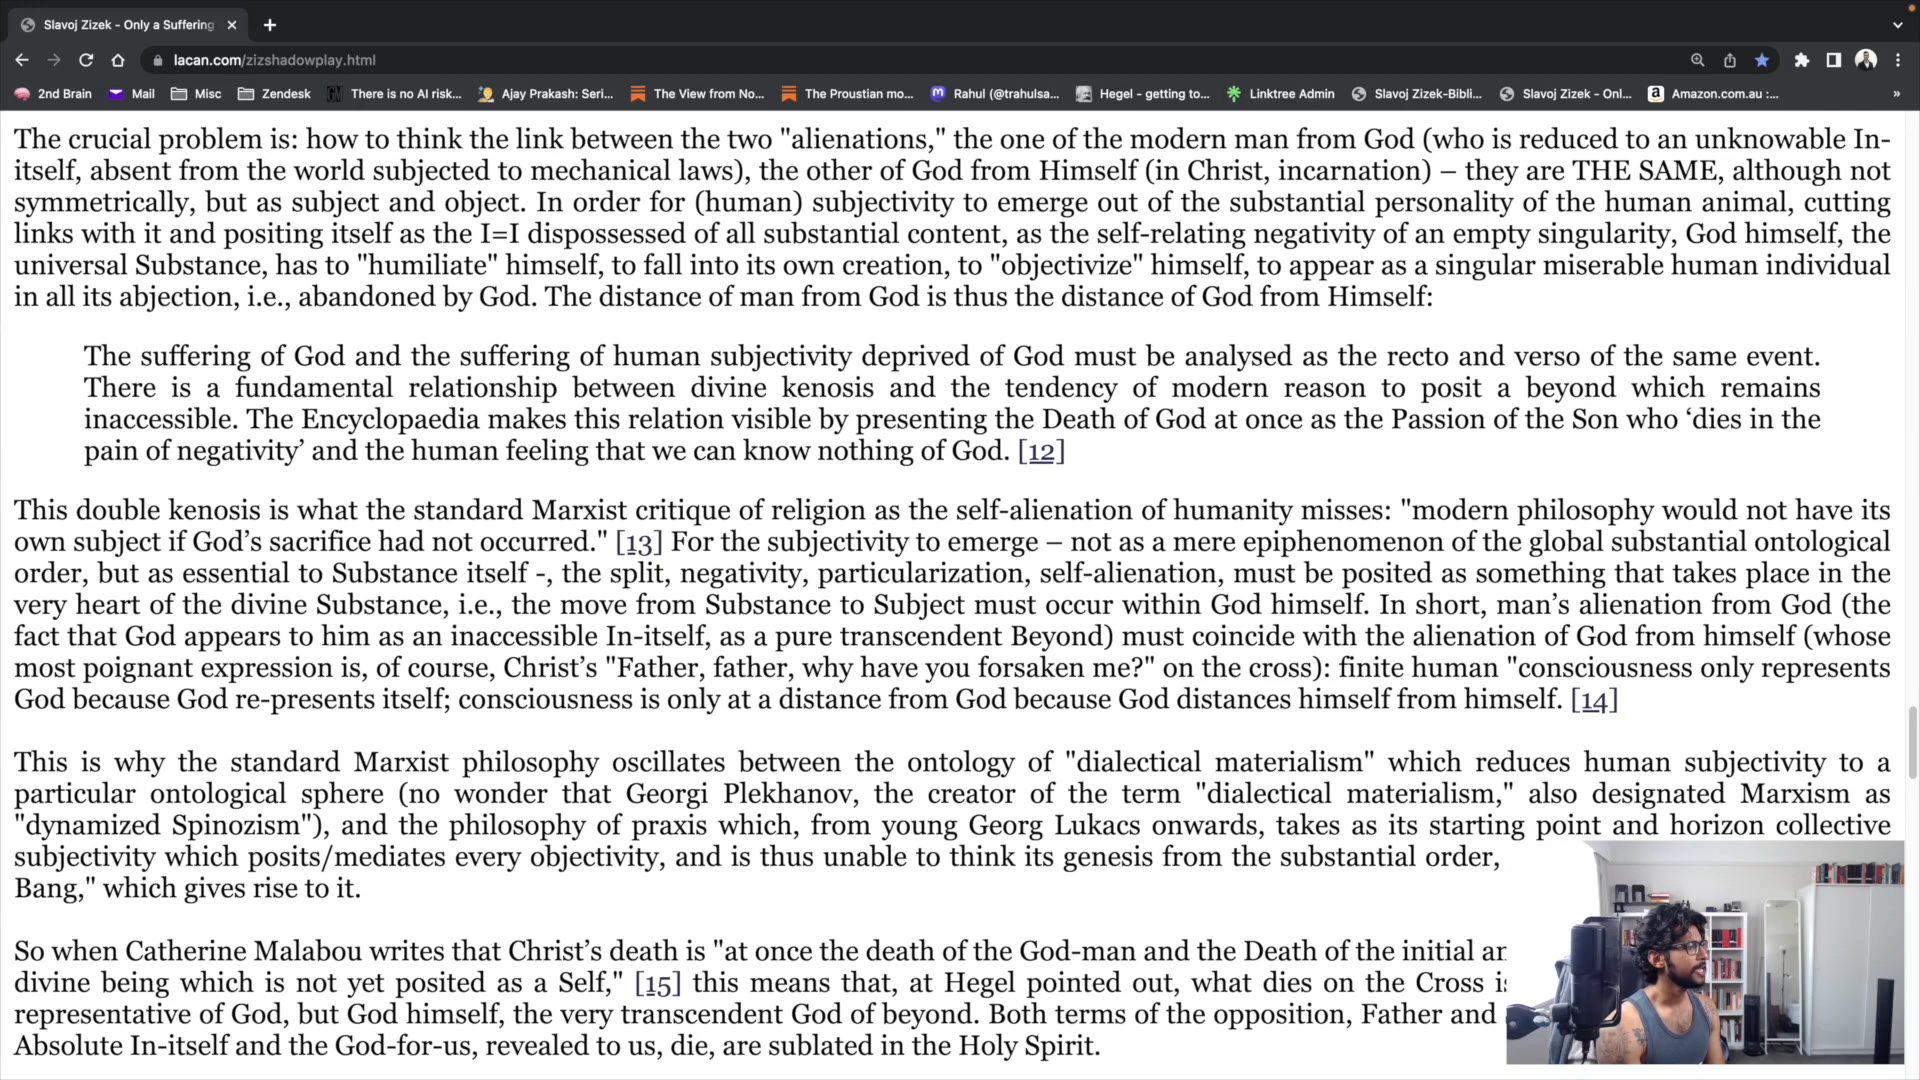 Slavoj Zizek - Only a Suffering
lacan.com/zizshadowplay.html
2nd Brain Mail Misc Zendesk There is no AI risk... Ajay Prakash: Seri... The View from No... The Proustian mo... Rahul (@trahulsa... Hegel - getting to... Linktree Admin Slavoj Zizek-Bibli... Slavoj Zizek - Onl... Amazon.com.au :... »
The crucial problem is: how to think the link between the two "alienations," the one of the modern man from God (who is reduced to an unknowable In-
itself, absent from the world subjected to mechanical laws), the other of God from Himself (in Christ, incarnation) – they are THE SAME, although not
symmetrically, but as subject and object. In order for (human) subjectivity to emerge out of the substantial personality of the human animal, cutting
links with it and positing itself as the I=I dispossessed of all substantial content, as the self-relating negativity of an empty singularity, God himself, the
universal Substance, has to "humiliate" himself, to fall into its own creation, to "objectivize" himself, to appear as a singular miserable human individual
in all its abjection, i.e., abandoned by God. The distance of man from God is thus the distance of God from Himself:
The suffering of God and the suffering of human subjectivity deprived of God must be analysed as the recto and verso of the same event.
There is a fundamental relationship between divine kenosis and the tendency of modern reason to posit a beyond which remains
inaccessible. The Encyclopaedia makes this relation visible by presenting the Death of God at once as the Passion of the Son who ‘dies in the
pain of negativity’ and the human feeling that we can know nothing of God. [12]
This double kenosis is what the standard Marxist critique of religion as the self-alienation of humanity misses: "modern philosophy would not have its
own subject if God’s sacrifice had not occurred." [13] For the subjectivity to emerge – not as a mere epiphenomenon of the global substantial ontological
order, but as essential to Substance itself -, the split, negativity, particularization, self-alienation, must be posited as something that takes place in the
very heart of the divine Substance, i.e., the move from Substance to Subject must occur within God himself. In short, man’s alienation from God (the
fact that God appears to him as an inaccessible In-itself, as a pure transcendent Beyond) must coincide with the alienation of God from himself (whose
most poignant expression is, of course, Christ’s "Father, father, why have you forsaken me?" on the cross): finite human "consciousness only represents
God because God re-presents itself; consciousness is only at a distance from God because God distances himself from himself. [14]
This is why the standard Marxist philosophy oscillates between the ontology of "dialectical materialism" which reduces human subjectivity to a
particular ontological sphere (no wonder that Georgi Plekhanov, the creator of the term "dialectical materialism," also designated Marxism as
"dynamized Spinozism"), and the philosophy of praxis which, from young Georg Lukacs onwards, takes as its starting point and horizon collective
subjectivity which posits/mediates every objectivity, and is thus unable to think its genesis from the substantial order,
Bang," which gives rise to it.
So when Catherine Malabou writes that Christ’s death is "at once the death of the God-man and the Death of the initial
divine being which is not yet posited as a Self," [15] this means that, at Hegel pointed out, what dies on the Cross
representative of God, but God himself, the very transcendent God of beyond. Both terms of the opposition, Father and
Absolute In-itself and the God-for-us, revealed to us, die, are sublated in the Holy Spirit.